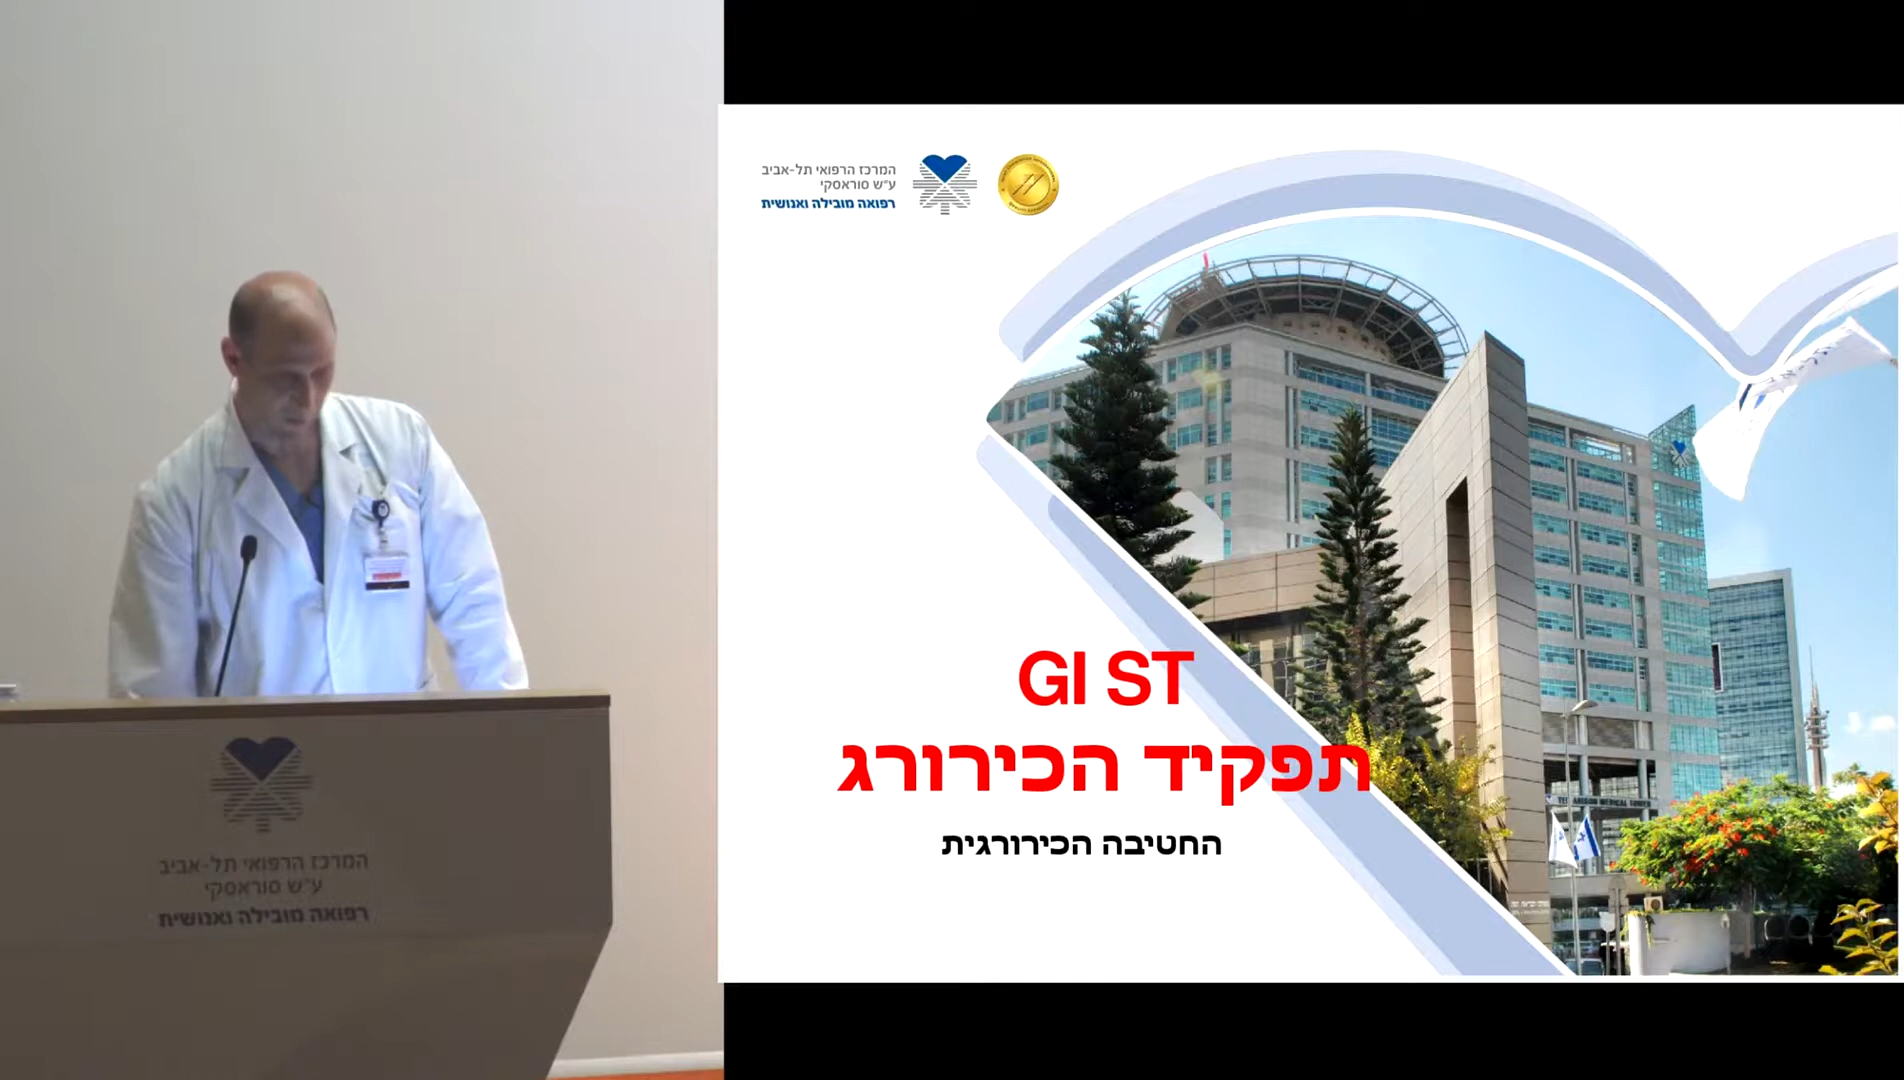 המרכז הרפואי תל-אביב
ע"ש סוראסקי
רפואה מובילה ואנושית
GI ST
תפקיד הכירורג
החטיבה הכירורגית
המרכז הרפואי תל-אביב
ע"ש סוראסקי
רפואה מובילה ואנושית